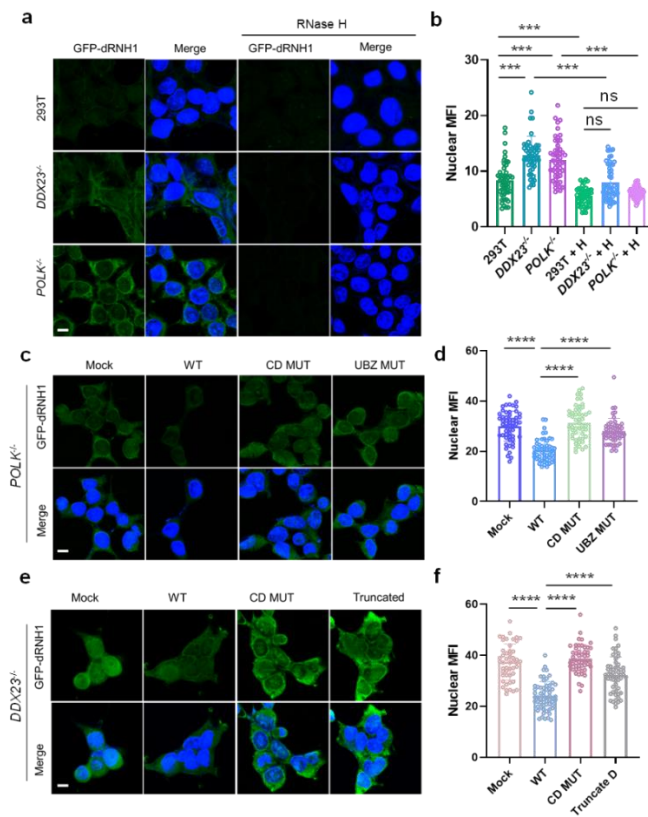 a
RNase H
GFP-dRNH1 Merge GFP-dRNH1 Merge
293T
DDX23-/-
POLK-/-
b
Nuclear MFI
30
20
10
0
***
*** *** ***
*** ***
ns
ns
293T
DDX23-/-
POLK-/-
293T + H
DDX23-/- + H
POLK-/- + H
c
Mock WT CD MUT UBZ MUT
POLK-/-
GFP-dRNH1
Merge
d
Nuclear MFI
60
40
20
0
**** ****
****
Mock
WT
CD MUT
UBZ MUT
e
Mock WT CD MUT Truncated
DDX23-/-
GFP-dRNH1
Merge
f
Nuclear MFI
60
40
20
0
****
**** ****
Mock
WT
CD MUT
Truncate D